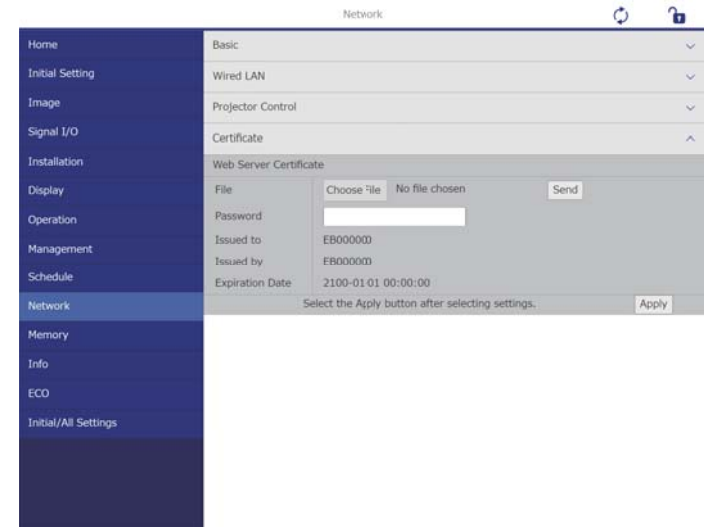 Network
Home
Initial Setting
Image
Signal I/O
Installation
Display
Operation
Management
Schedule
Network
Memory
Info
ECO
Initial/All Settings
Basic
Wired LAN
Projector Control
Certificate
Web Server Certificate
File Choose File No file chosen Send
Password
Issued to EB000000
Issued by EB000000
Expiration Date 2100-01 01 00:00:00
Select the Apply button after selecting settings. Apply